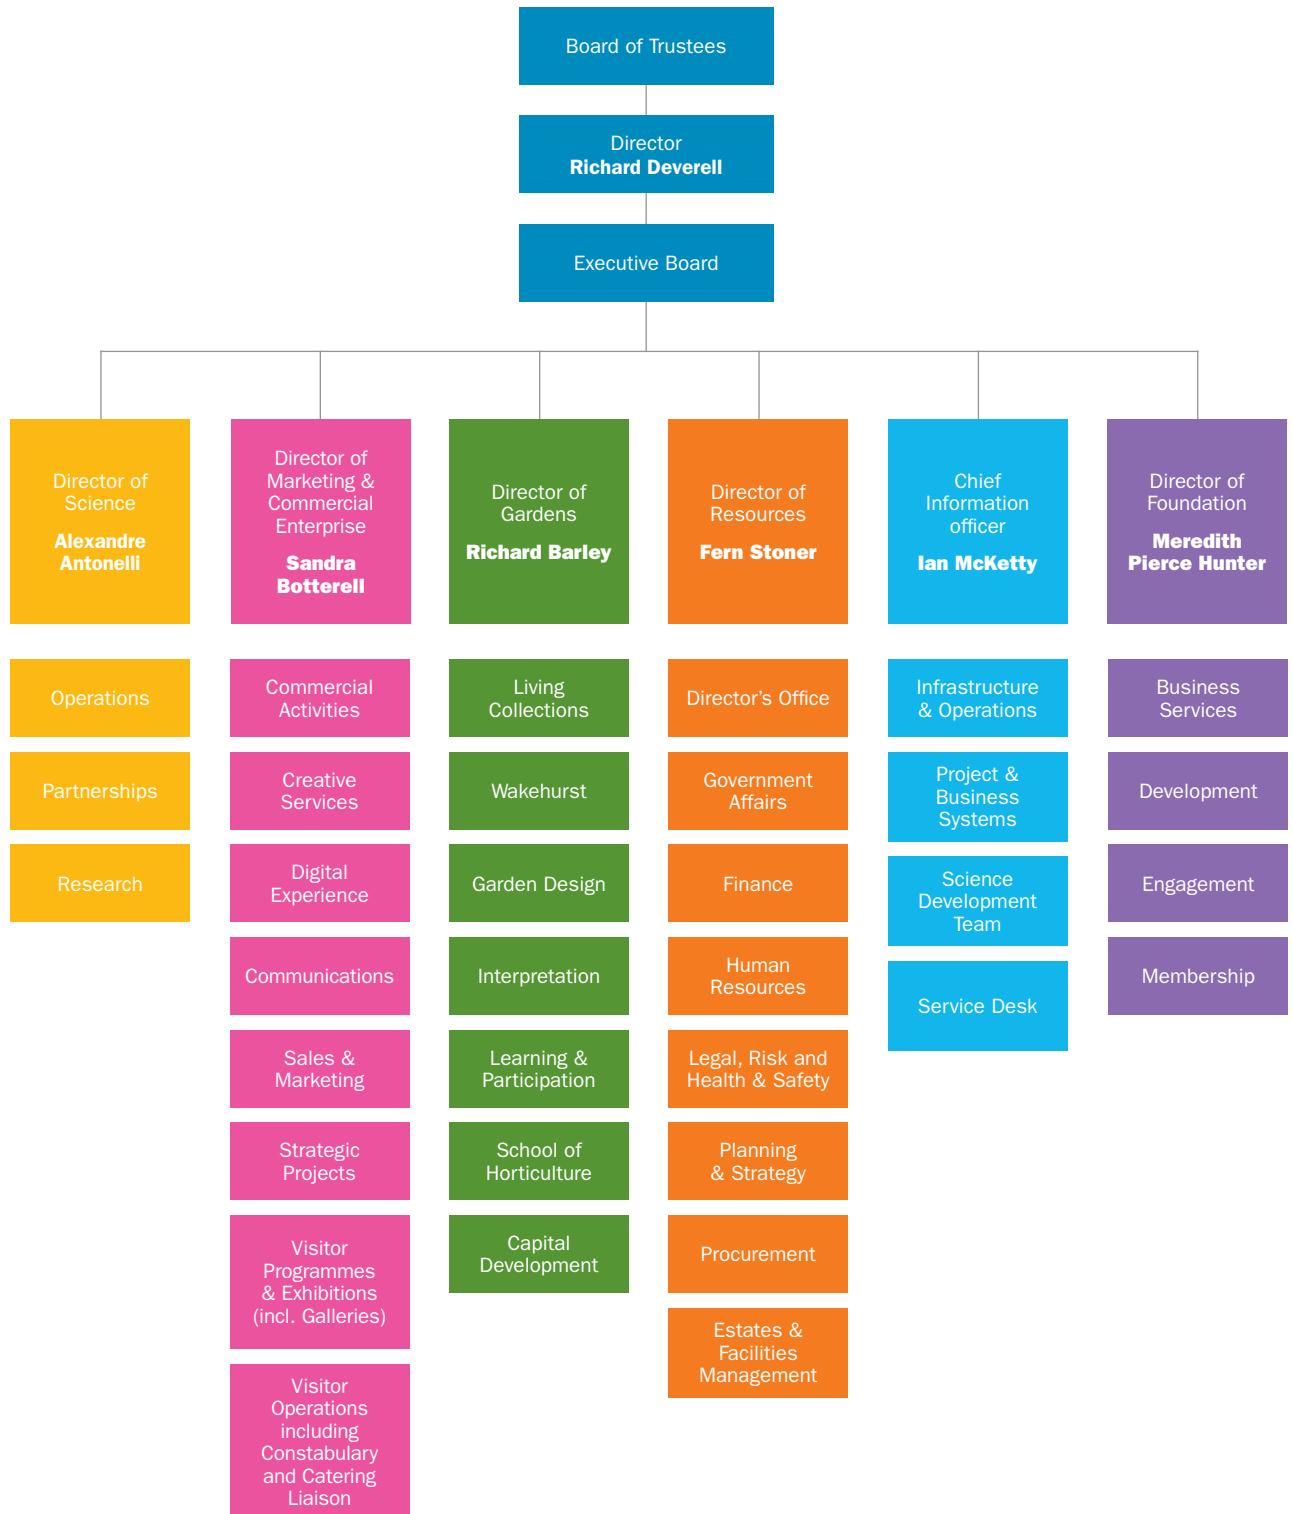 Board of Trustees
Director
Richard Deverell
Executive Board
Director of
Science
Alexandre
Antonelli
Operations
Partnerships
Research
Director of
Marketing &
Commercial
Enterprise
Sandra
Botterell
Commercial
Activities
Creative
Services
Digital
Experience
Communications
Sales &
Marketing
Strategic
Projects
Visitor
Programmes
& Exhibitions
(incl. Galleries)
Visitor
Operations
including
Constabulary
and Catering
Liaison
Director of
Gardens
Richard Barley
Living
Collections
Wakehurst
Garden Design
Interpretation
Learning &
Participation
School of
Horticulture
Capital
Development
Director of
Resources
Fern Stoner
Director's Office
Government
Affairs
Finance
Human
Resources
Legal, Risk and
Health & Safety
Planning
& Strategy
Procurement
Estates &
Facilities
Management
Chief
Information
officer
Ian McKetty
Infrastructure
& Operations
Project &
Business
Systems
Science
Development
Team
Service Desk
Director of
Foundation
Meredith
Pierce Hunter
Business
Services
Development
Engagement
Membership